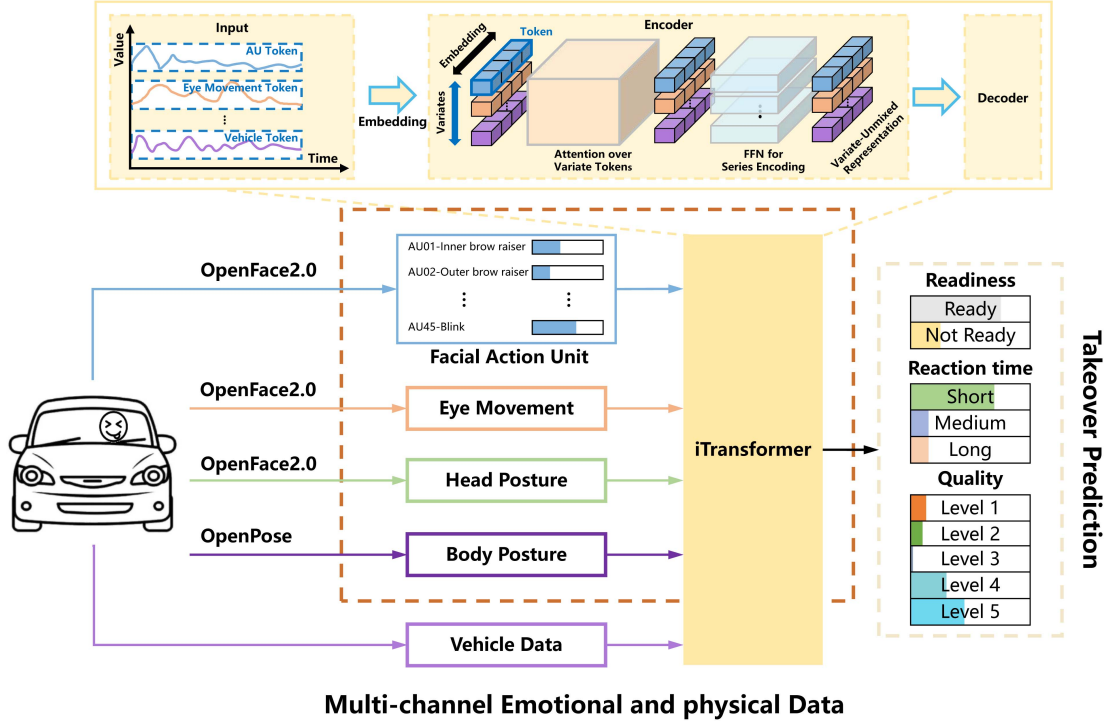 Input
Value
AU Token
Eye Movement Token
Vehicle Token
Time
Embedding
Encoder
Embedding
Token
Variates
Attention over
Variate Tokens
FFN for
Series Encoding
Variate-Unmixed
Representation
Decoder
OpenFace2.0
AU01-Inner brow raiser
AU02-Outer brow raiser
AU45-Blink
Facial Action Unit
OpenFace2.0
Eye Movement
OpenFace2.0
Head Posture
OpenPose
Body Posture
Vehicle Data
iTransformer
Readiness
Ready
Not Ready
Reaction time
Short
Medium
Long
Quality
Level 1
Level 2
Level 3
Level 4
Level 5
Takeover Prediction
Multi-channel Emotional and physical Data